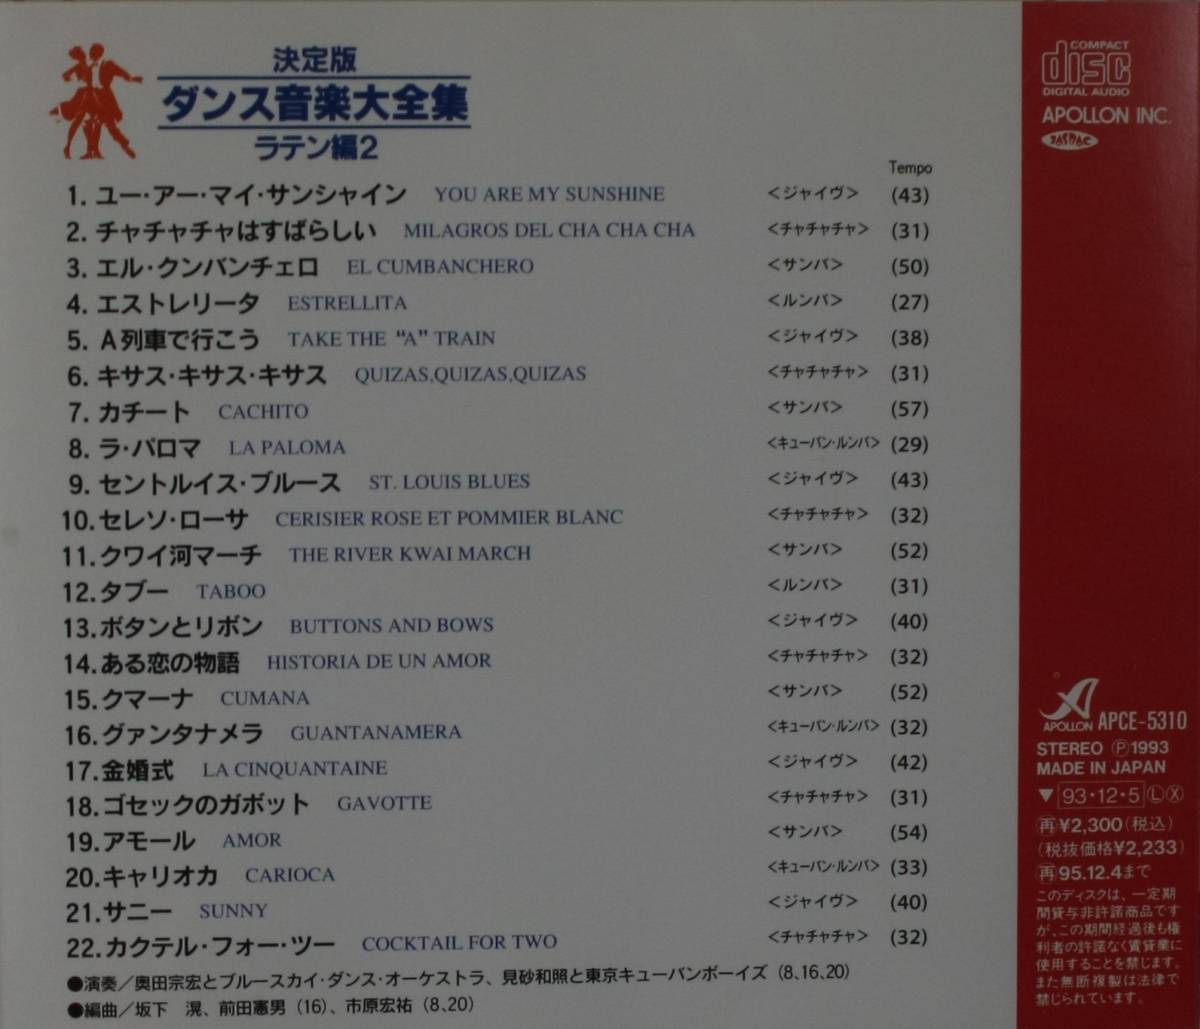 決定版
ダンス音楽大全集
ラテン編2
Tempo
1. ユー・アー・マイ・サンシャイン YOU ARE MY SUNSHINE <ジャイヴ> (43)
2. チャチャチャはすばらしい MILAGROS DEL CHA CHA CHA <チャチャチャ> (31)
3. エル・クンバンチェロ EL CUMBANCHERO <サンバ> (50)
4. エストレリータ ESTRELLITA <ルンバ> (27)
5. A列車で行こう TAKE THE "A" TRAIN <ジャイヴ> (38)
6. キサス・キサス・キサス QUIZAS,QUIZAS,QUIZAS <チャチャチャ> (31)
7. カチート CACHITO <サンバ> (57)
8. ラ・パロマ LA PALOMA <キューバン・ルンバ> (29)
9. セントルイス・ブルース ST. LOUIS BLUES <ジャイヴ> (43)
10. セレソ・ローサ CERISIER ROSE ET POMMIER BLANC <チャチャチャ> (32)
11. クワイ河マーチ THE RIVER KWAI MARCH <サンバ> (52)
12. タブー TABOO <ルンバ> (31)
13. ボタンとリボン BUTTONS AND BOWS <ジャイヴ> (40)
14. ある恋の物語 HISTORIA DE UN AMOR <チャチャチャ> (32)
15. クマーナ CUMANA <サンバ> (52)
16. グァンタナメラ GUANTANAMERA <キューバン・ルンバ> (32)
17. 金婚式 LA CINQUANTAINE <ジャイヴ> (42)
18. ゴセックのガボット GAVOTTE <チャチャチャ> (31)
19. アモール AMOR <サンバ> (54)
20. キャリオカ CARIOCA <キューバン・ルンバ> (33)
21. サニー SUNNY <ジャイヴ> (40)
22. カクテル・フォー・ツー COCKTAIL FOR TWO <チャチャチャ> (32)
●演奏／奥田宗宏とブルースカイ・ダンス・オーケストラ、見砂和照と東京キューバンボーイズ (8、16、20)
●編曲／坂下 滉、前田憲男 (16)、市原宏祐 (8、20)
COMPACT
disc
DIGITAL AUDIO
APOLLON INC.
JASRAC
APOLLON APCE-5310
STEREO Ⓟ1993
MADE IN JAPAN
▼93・12・5ⓁⓍ
㊢¥2,300(税込)
(税抜価格¥2,233)
再95.12.4まで
このディスクは、一定期
間貸与非許諾商品です
が、この期間経過後も権
利者の許諾なく賃貸業に
使用することを禁じます。
また無断複製は法律で
禁じられています。